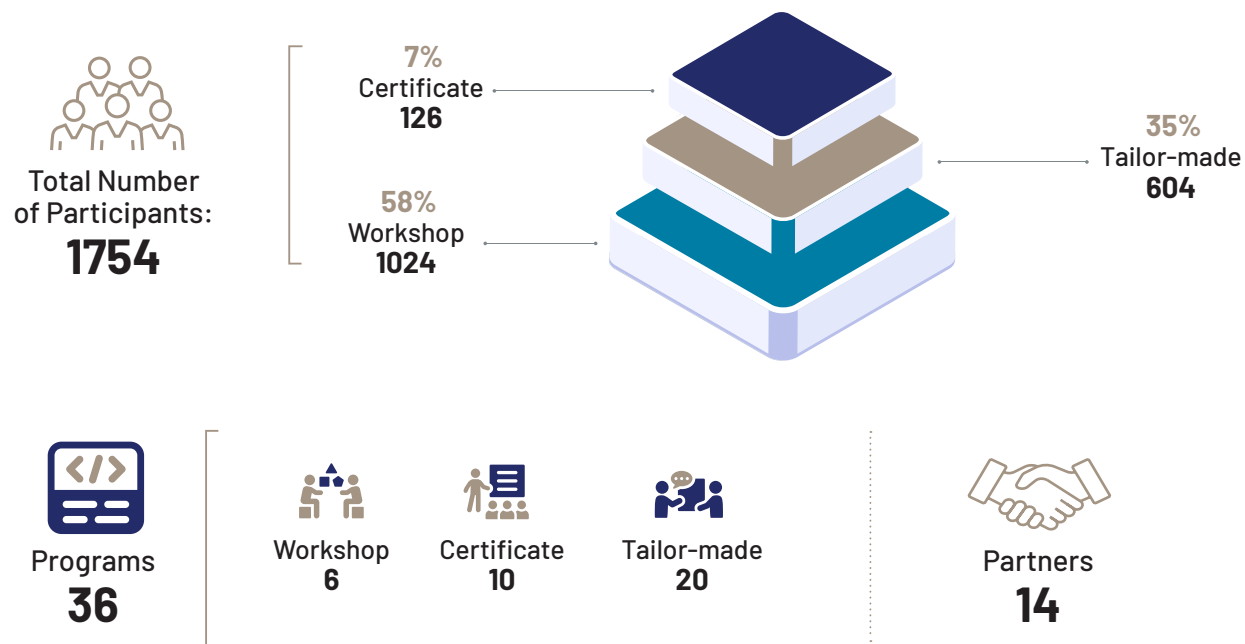 Total Number
of Participants:
1754
7%
Certificate
126
58%
Workshop
1024
35%
Tailor-made
604
</>
Programs
36
Workshop
6
Certificate
10
Tailor-made
20
Partners
14